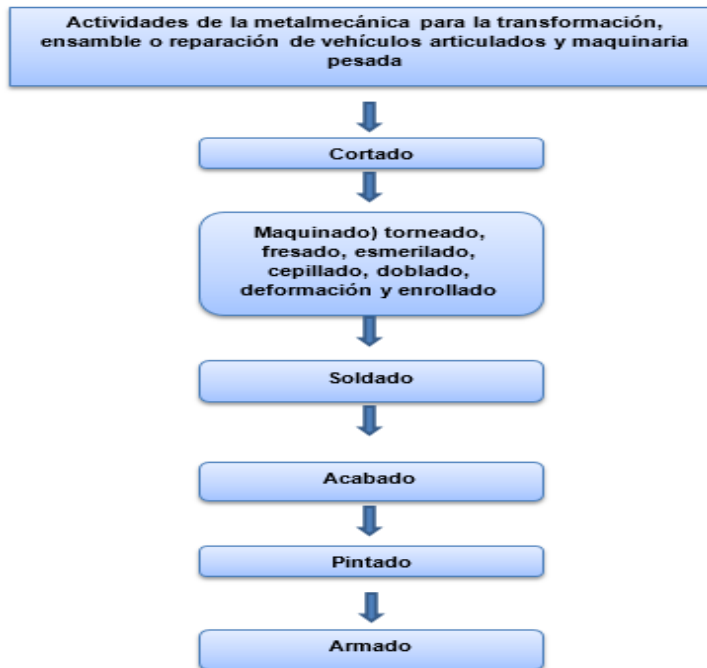 Actividades de la metalmecánica para la transformación,
ensamble o reparación de vehículos articulados y maquinaria
pesada
Cortado
Maquinado) torneado,
fresado, esmerilado,
cepillado, doblado,
deformación y enrollado
Soldado
Acabado
Pintado
Armado